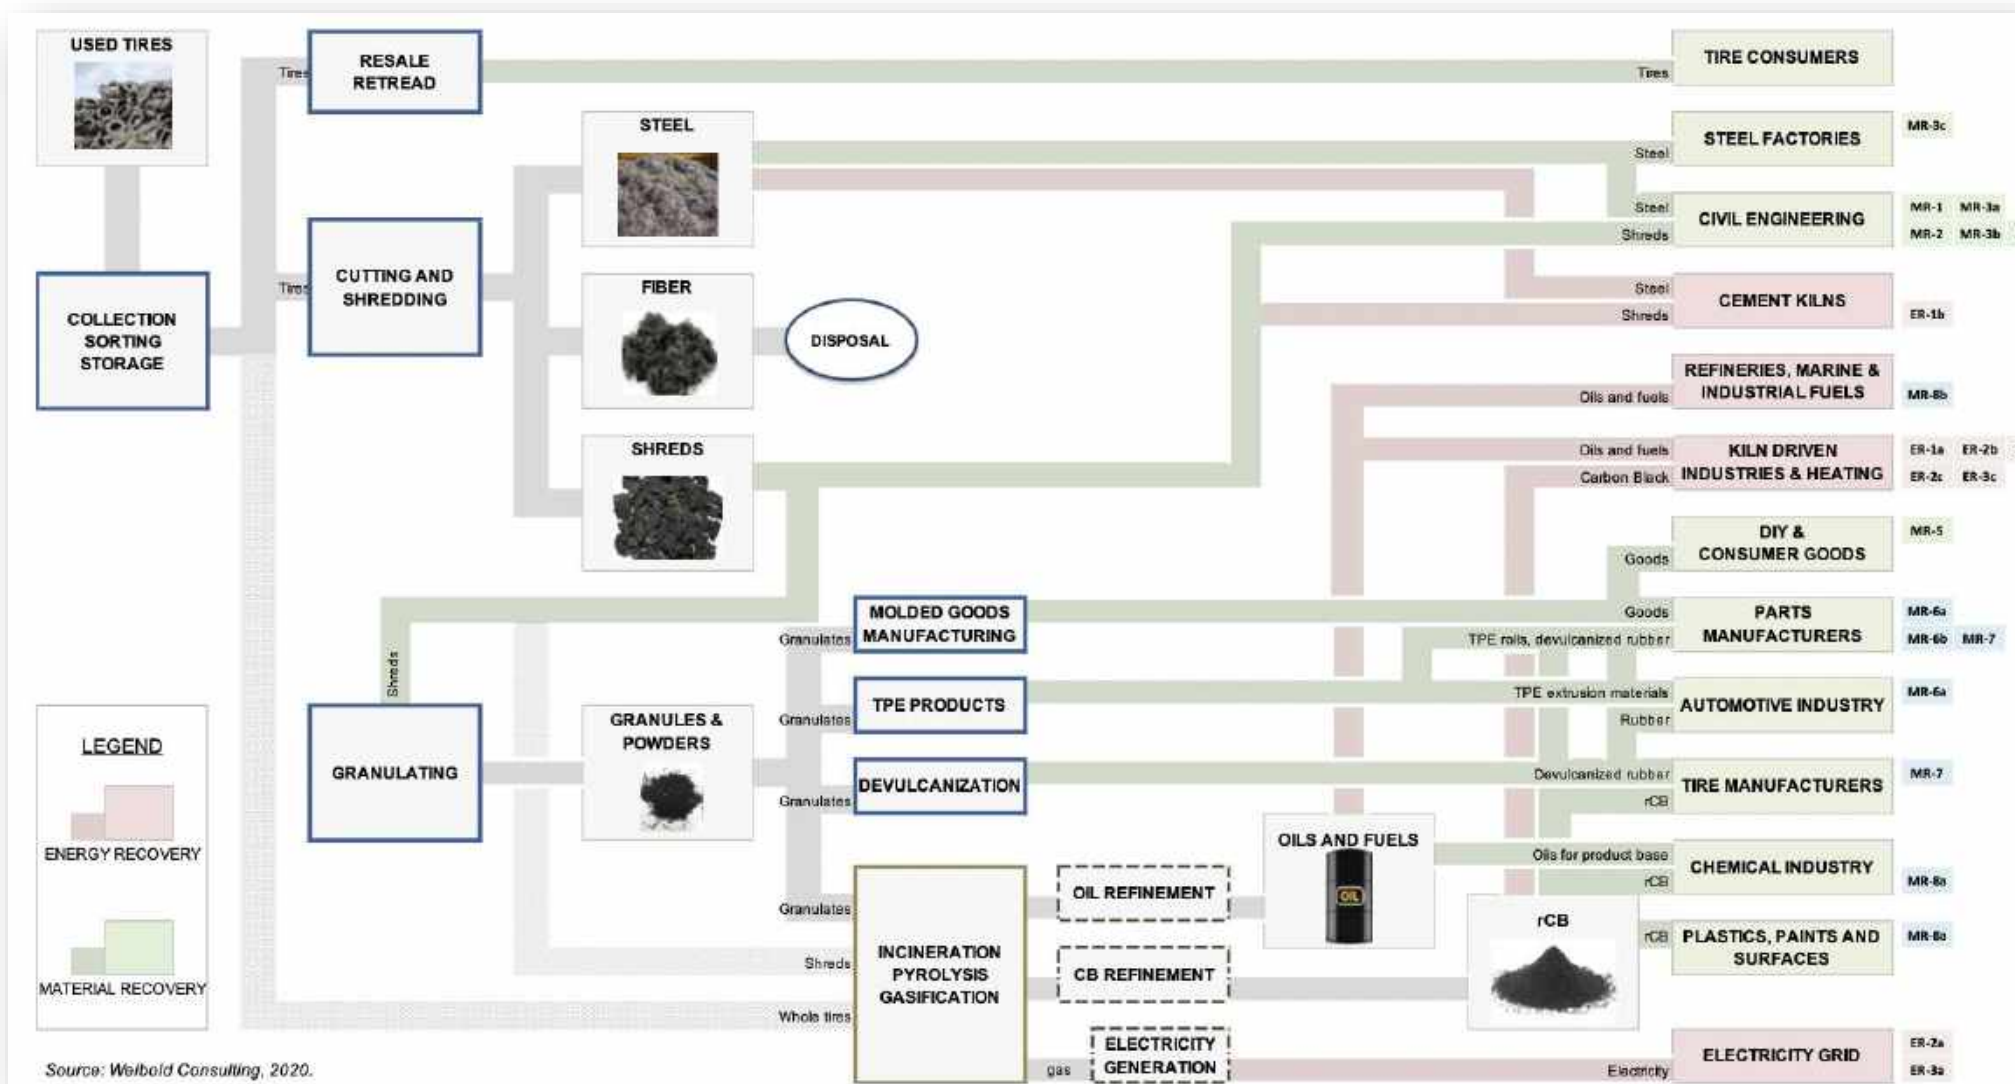 USED TIRES
RESALE
RETREAD
Tires
Tires
TIRE CONSUMERS
STEEL
Steel
STEEL FACTORIES
MR-3c
Steel
Shreds
CIVIL ENGINEERING
MR-1 MR-3a
MR-2 MR-3b
COLLECTION
SORTING
STORAGE
Tires
CUTTING AND
SHREDDING
FIBER
DISPOSAL
Steel
Shreds
CEMENT KILNS
ER-1b
Oils and fuels
REFINERIES, MARINE &
INDUSTRIAL FUELS
MR-8b
SHREDS
Oils and fuels
Carbon Black
KILN DRIVEN
INDUSTRIES & HEATING
ER-1a ER-2b
ER-2c ER-3c
Goods
DIY &
CONSUMER GOODS
MR-5
Shreds
Granulates
MOLDED GOODS
MANUFACTURING
Goods
TPE rolls, devulcanized rubber
PARTS
MANUFACTURERS
MR-6a
MR-6b MR-7
Granulates
TPE PRODUCTS
TPE extrusion materials
Rubber
AUTOMOTIVE INDUSTRY
MR-6a
GRANULATING
GRANULES &
POWDERS
Granulates
DEVULCANIZATION
Devulcanized rubber
rCB
TIRE MANUFACTURERS
MR-7
OILS AND FUELS
OIL
Oils for product base
rCB
CHEMICAL INDUSTRY
MR-8a
Granulates
Shreds
Whole tires
INCINERATION
PYROLYSIS
GASIFICATION
OIL REFINEMENT
CB REFINEMENT
rCB
rCB
PLASTICS, PAINTS AND
SURFACES
gas
ELECTRICITY
GENERATION
Electricity
ELECTRICITY GRID
ER-2a
ER-3a
LEGEND
ENERGY RECOVERY
MATERIAL RECOVERY
Source: Weibold Consulting, 2020.